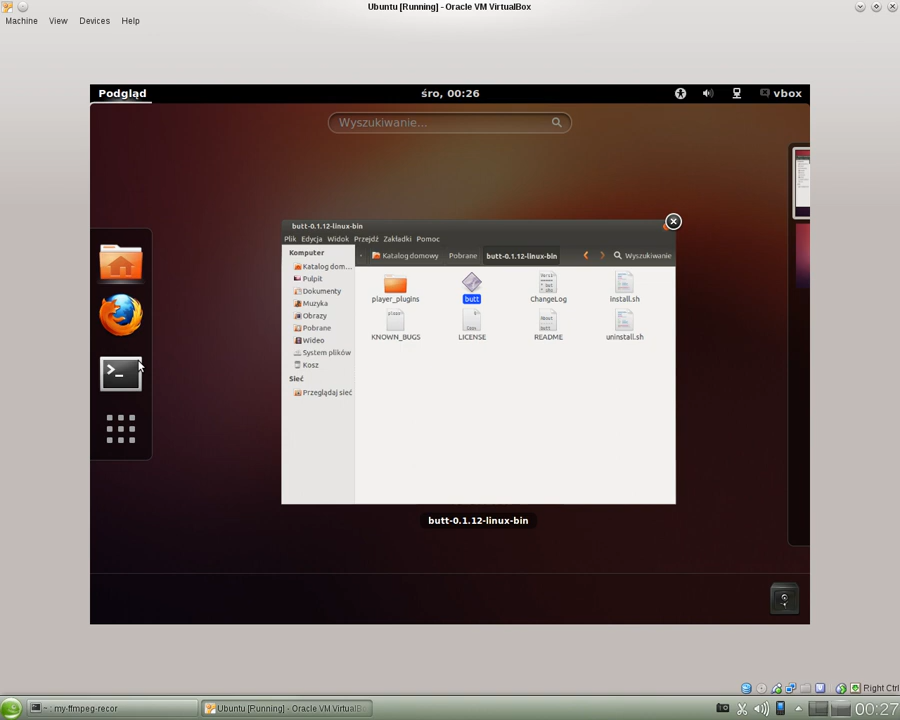 Ubuntu [Running] - Oracle VM VirtualBox
Machine View Devices Help
Podgląd
śro, 00:26
vbox
Wyszukiwanie...
butt-0.1.12-linux-bin
Plik Edycja Widok Przejdź Zakładki Pomoc
Komputer
Katalog domowy Pobrane butt-0.1.12-linux-bin Wyszukiwanie
Katalog dom...
Pulpit
Dokumenty
Muzyka
Obrazy
Pobrane
Wideo
System plików
Kosz
Sieć
Przeglądaj sieć
player_plugins butt ChangeLog install.sh
KNOWN_BUGS LICENSE README uninstall.sh
butt-0.1.12-linux-bin
Right Ctrl
~ : my-ffmpeg-recor
Ubuntu [Running] - Oracle VM VirtualB
00:27